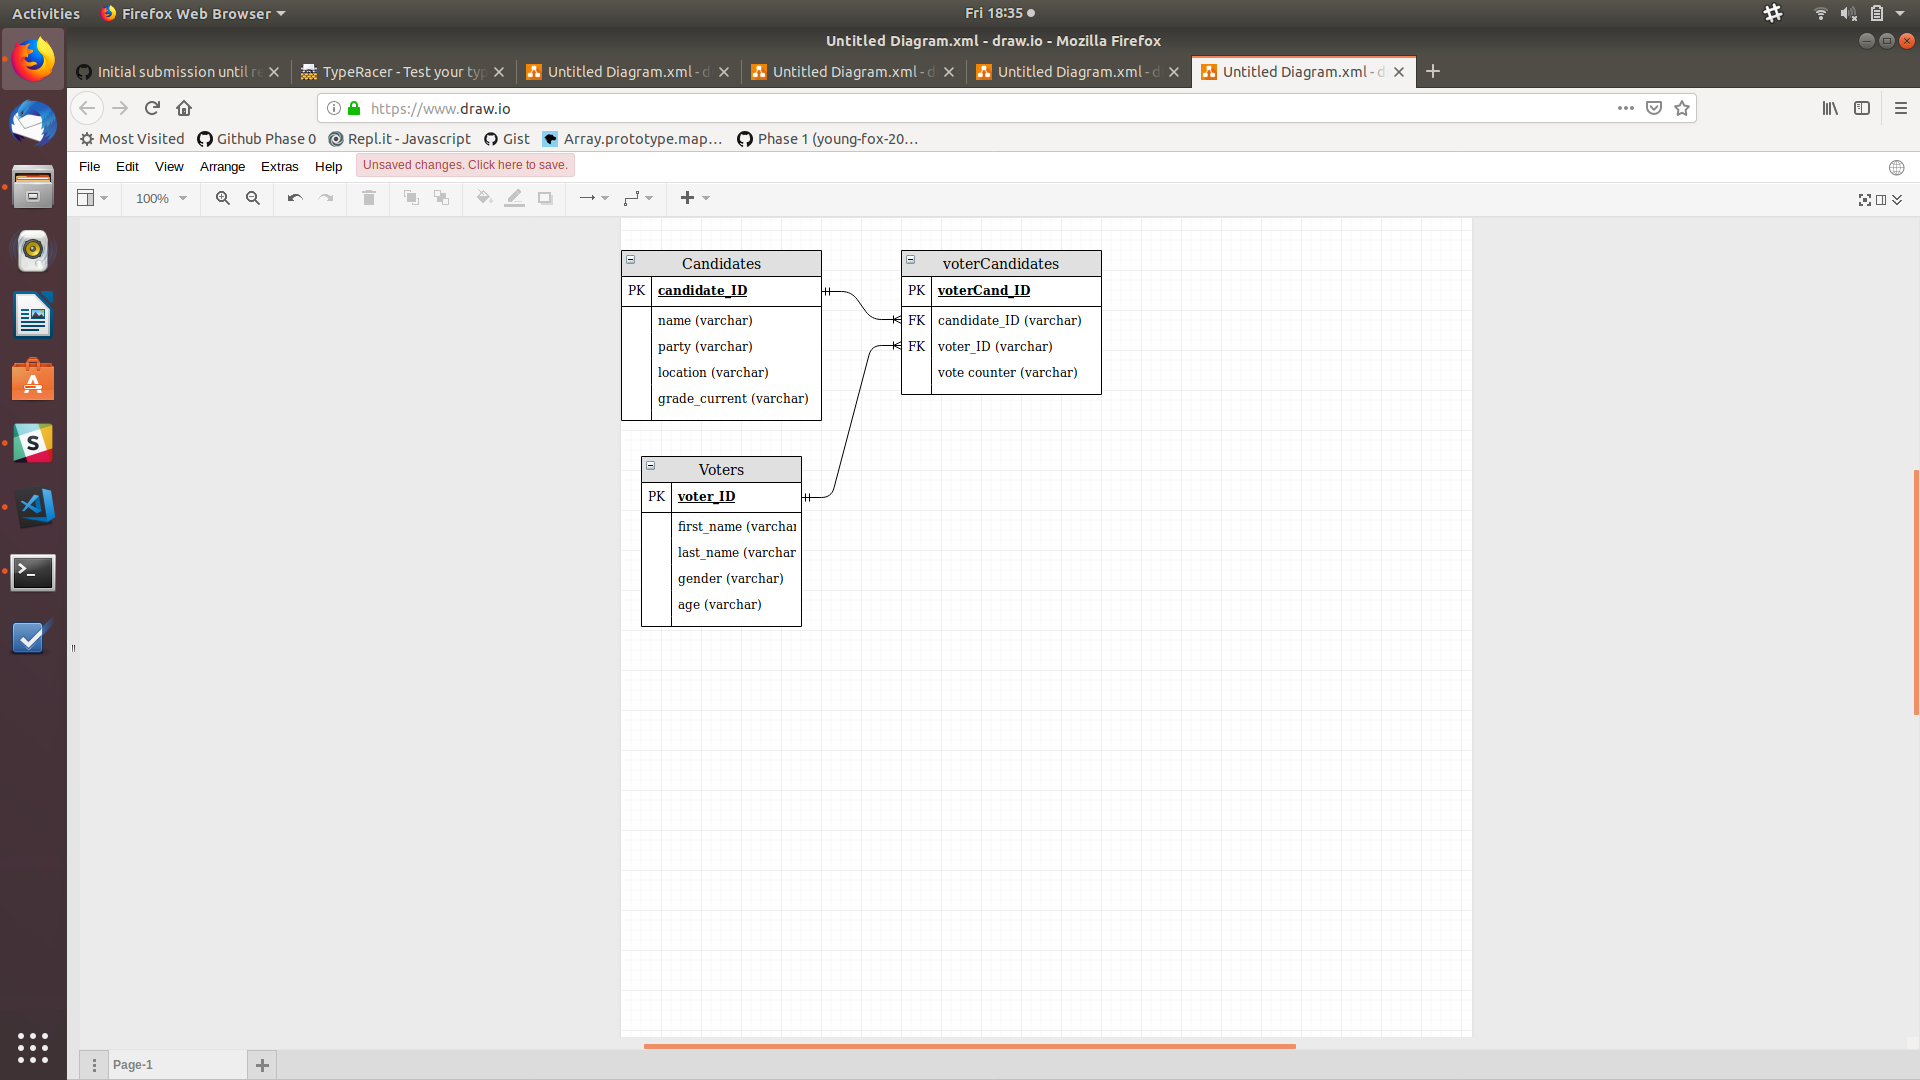 Activities Firefox Web Browser Fri 18:35
Untitled Diagram.xml - draw.io - Mozilla Firefox
Initial submission until re TypeRacer - Test your typ Untitled Diagram.xml - d Untitled Diagram.xml - d Untitled Diagram.xml - d Untitled Diagram.xml - d
https://www.draw.io
Most Visited Github Phase 0 Repl.it - Javascript Gist Array.prototype.map... Phase 1 (young-fox-20...
File Edit View Arrange Extras Help Unsaved changes. Click here to save.
100%
Candidates
PK candidate_ID
name (varchar)
party (varchar)
location (varchar)
grade_current (varchar)
voterCandidates
PK voterCand_ID
FK candidate_ID (varchar)
FK voter_ID (varchar)
vote counter (varchar)
Voters
PK voter_ID
first_name (varchar
last_name (varchar
gender (varchar)
age (varchar)
Page-1